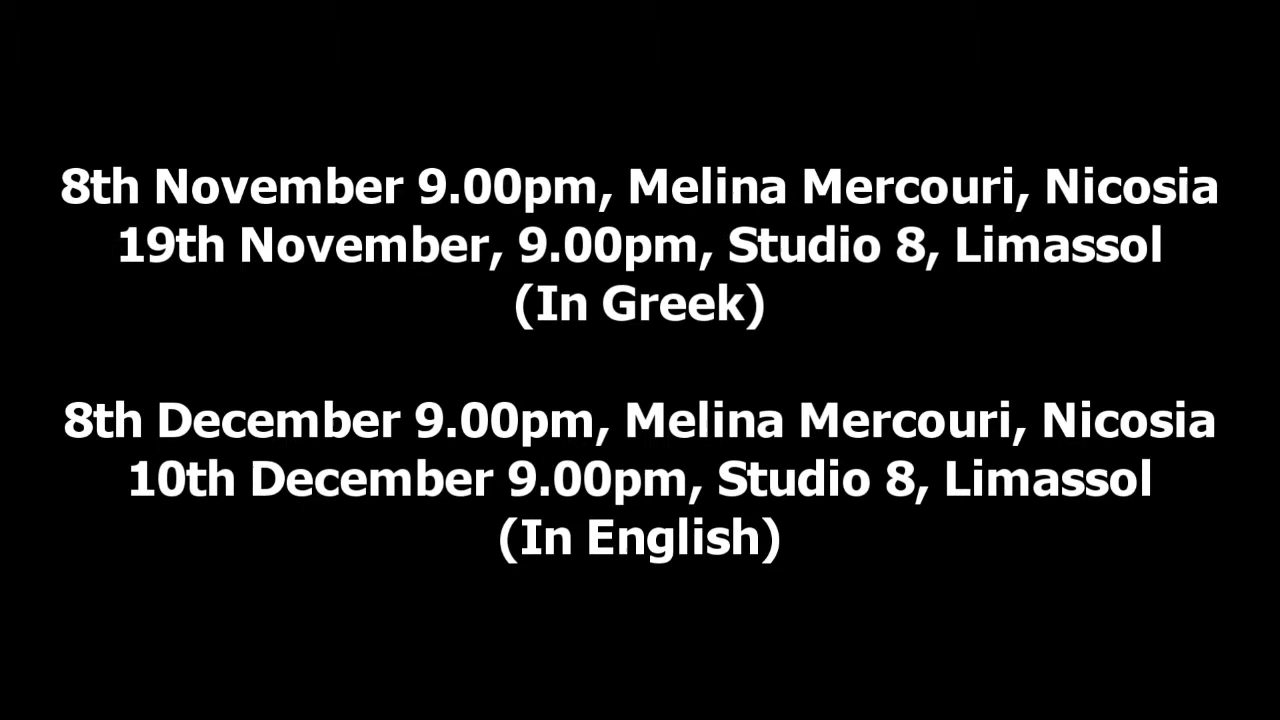 8th November 9.00pm, Melina Mercouri, Nicosia
19th November, 9.00pm, Studio 8, Limassol
(In Greek)
8th December 9.00pm, Melina Mercouri, Nicosia
10th December 9.00pm, Studio 8, Limassol
(In English)